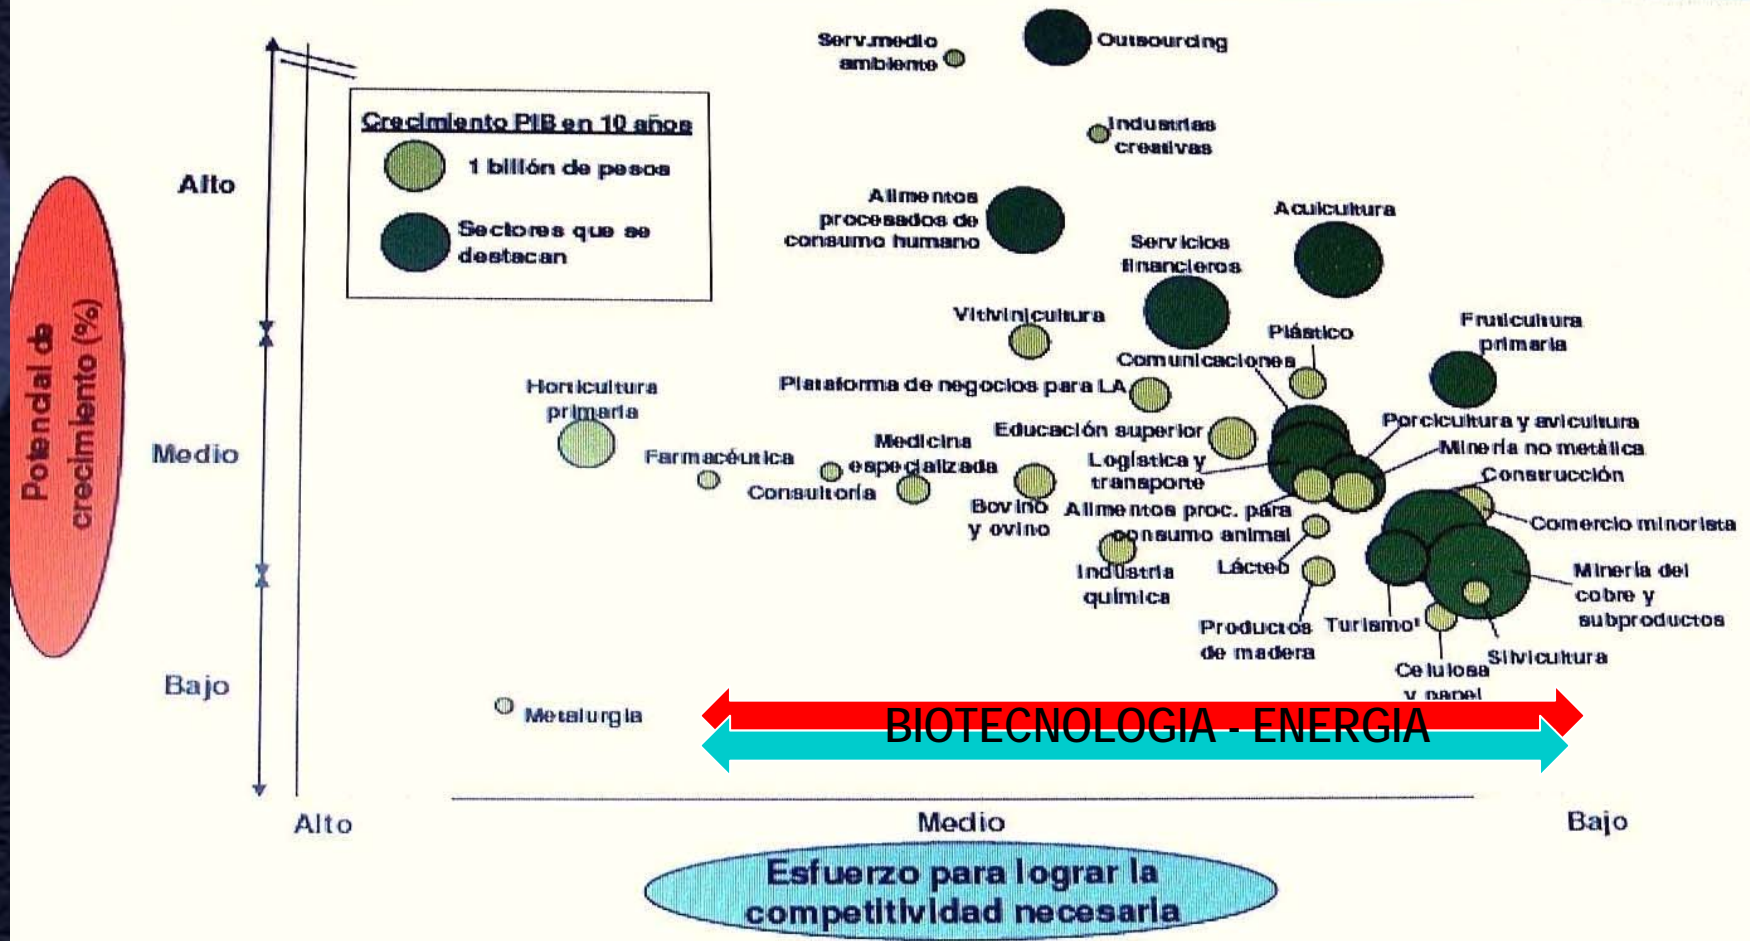 Serv.medio
ambiente
Outsourcing
Crecimiento PIB en 10 años
1 billón de pesos
Sectores que se
destacan
Industrias
creativas
Alto
Alimentos
procesados de
consumo humano
Acuicultura
Servicios
financieros
Vitivinicultura
Plástico
Fruticultura
primaria
Comunicaciones
Plataforma de negocios para LA
Horticultura
primaria
Potencial de
crecimiento (%)
Medio
Farmacéutica
Consultoría
Medicina
especializada
Educación superior
Logística y
transporte
Porcicultura y avicultura
Minería no metálica
Construcción
Bovino
y ovino
Alimentos proc. para
consumo animal
Comercio minorista
Industria
química
Lácteo
Minería del
cobre y
subproductos
Productos
de madera
Turismo¹
Celulosa
y papel
Silvicultura
Bajo
Metalurgia
BIOTECNOLOGIA - ENERGIA
Alto
Medio
Bajo
Esfuerzo para lograr la
competitividad necesaria